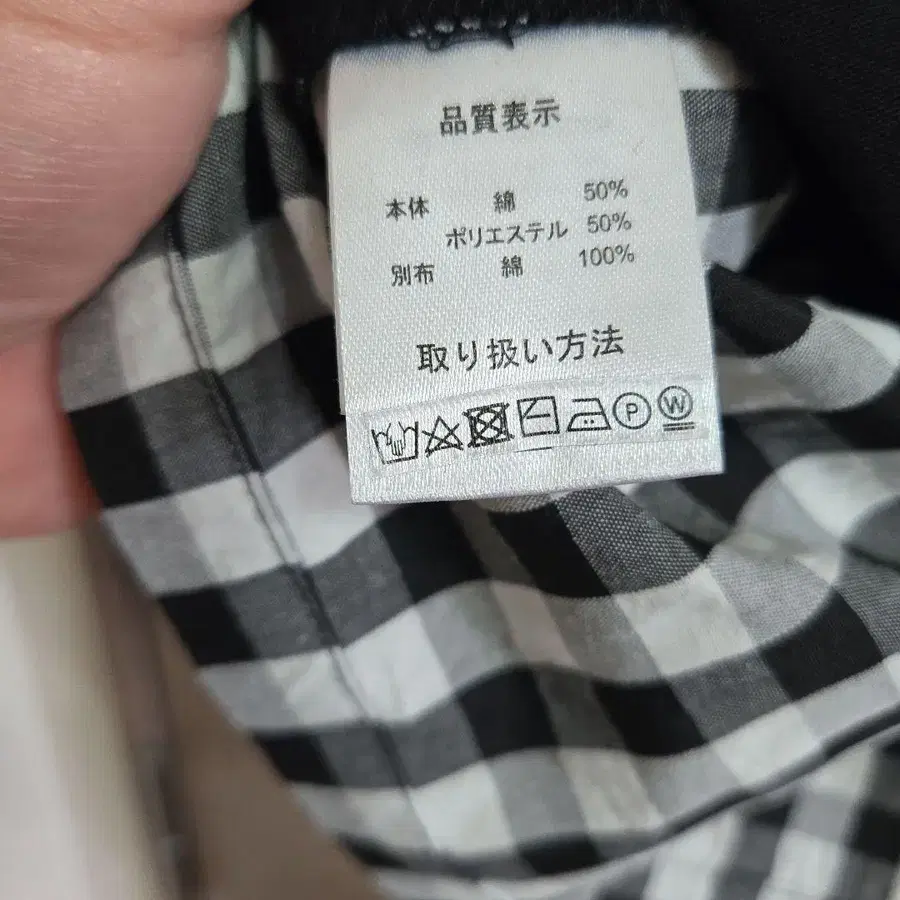 品質表示
本体 綿 50%
ポリエステル 50%
別布 綿 100%
取り扱い方法
P W